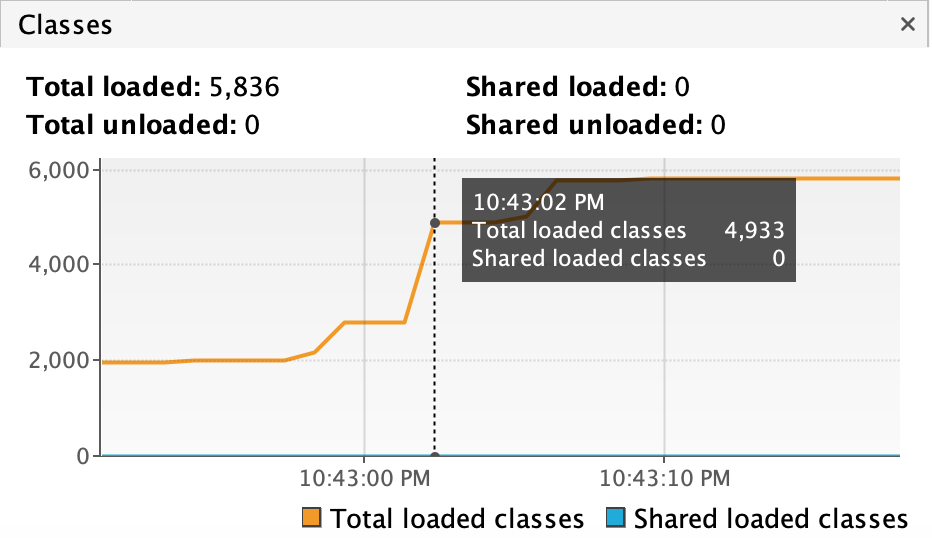 Classes ×
Total loaded: 5,836 Shared loaded: 0
Total unloaded: 0 Shared unloaded: 0
6,000
10:43:02 PM
Total loaded classes 4,933
Shared loaded classes 0
4,000
2,000
0
10:43:00 PM 10:43:10 PM
Total loaded classes Shared loaded classes